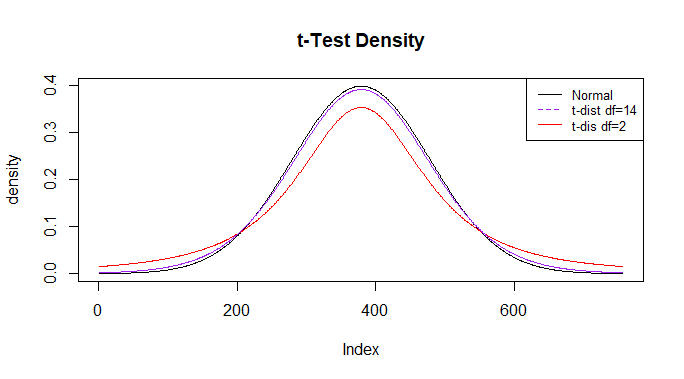 t-Test Density
density
0.4
0.3
0.2
0.1
0.0
Normal
t-dist df=14
t-dis df=2
0 200 400 600
Index